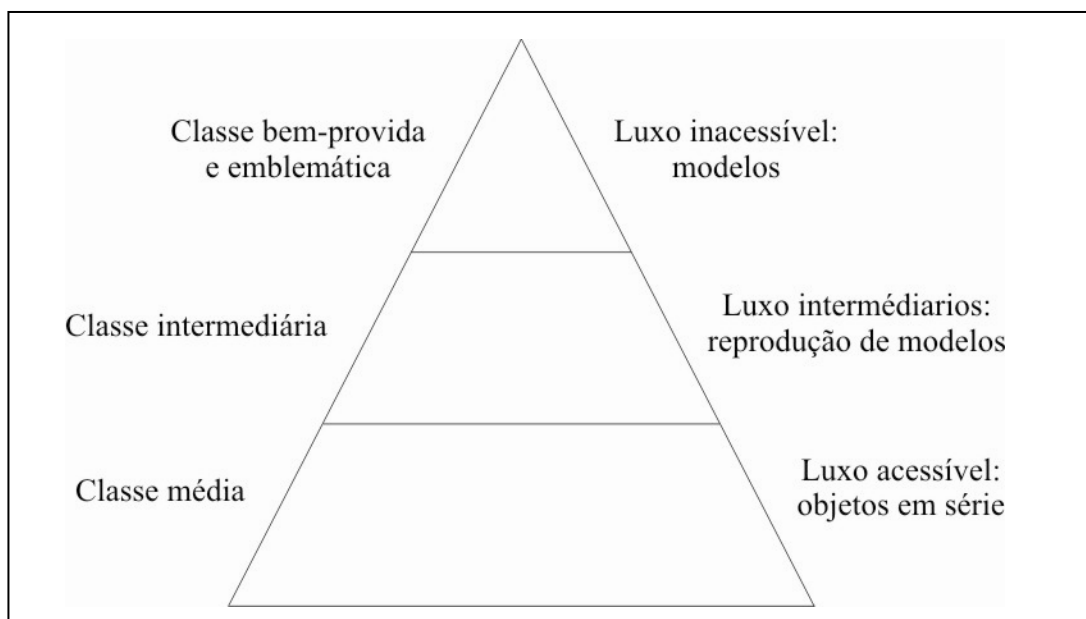 Classe bem-provida
e emblemática
Luxo inacessível:
modelos
Classe intermediária
Luxo intermédiarios:
reprodução de modelos
Classe média
Luxo acessível:
objetos em série